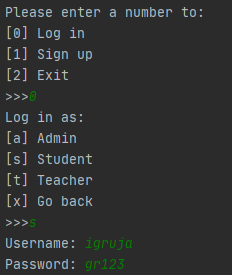 Please enter a number to:
[0] Log in
[1] Sign up
[2] Exit
>>>0
Log in as:
[a] Admin
[s] Student
[t] Teacher
[x] Go back
>>>s
Username: igruja
Password: gr123